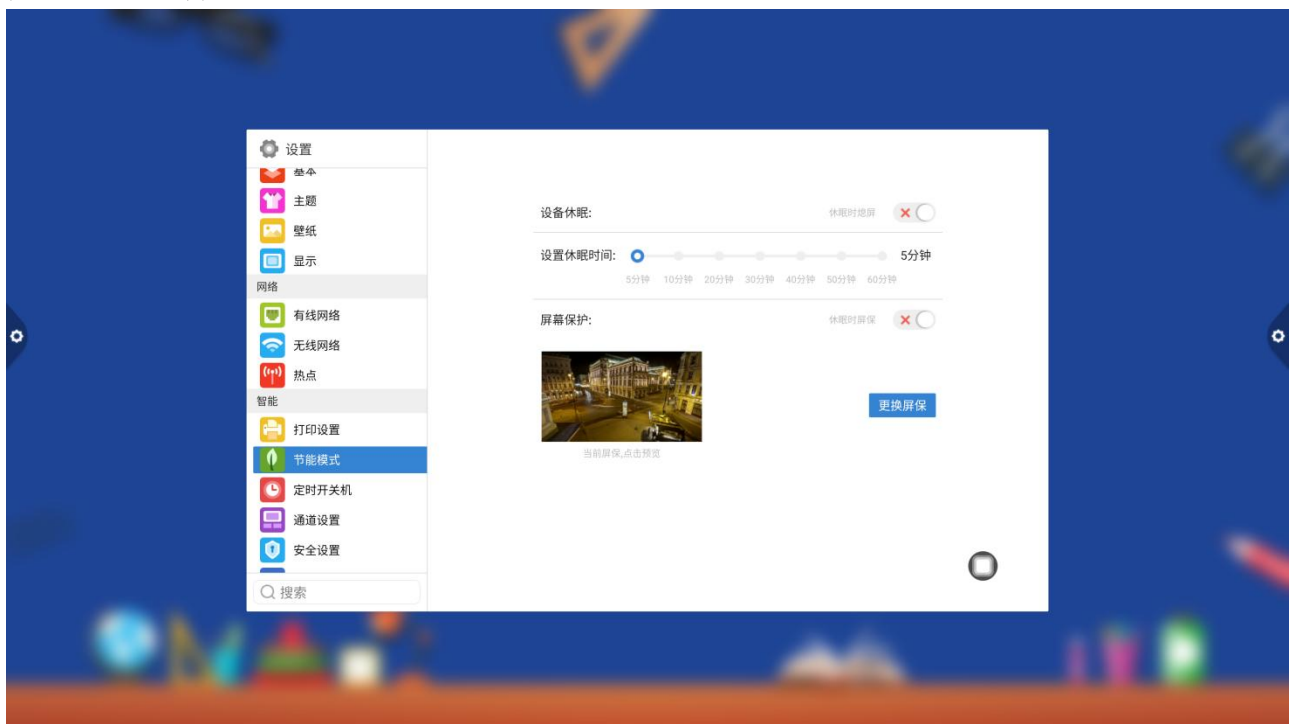 设置
基本
主题
壁纸
显示
网络
有线网络
无线网络
热点
智能
打印设置
节能模式
定时开关机
通道设置
安全设置
搜索
设备休眠:
休眠时熄屏
设置休眠时间:
5分钟
5分钟 10分钟 20分钟 30分钟 40分钟 50分钟 60分钟
屏幕保护:
休眠时屏保
更换屏保
当前屏保,点击预览